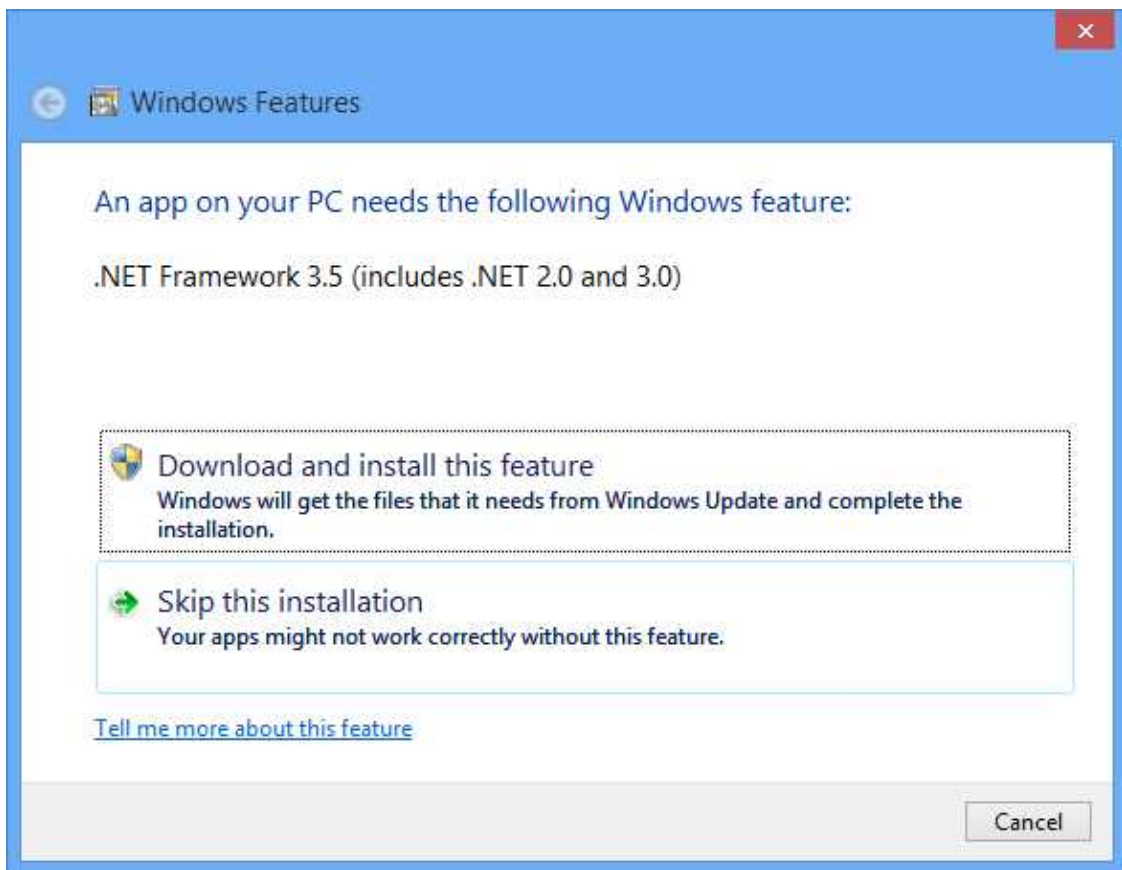 Windows Features
An app on your PC needs the following Windows feature:
.NET Framework 3.5 (includes .NET 2.0 and 3.0)
Download and install this feature
Windows will get the files that it needs from Windows Update and complete the
installation.
Skip this installation
Your apps might not work correctly without this feature.
Tell me more about this feature
Cancel